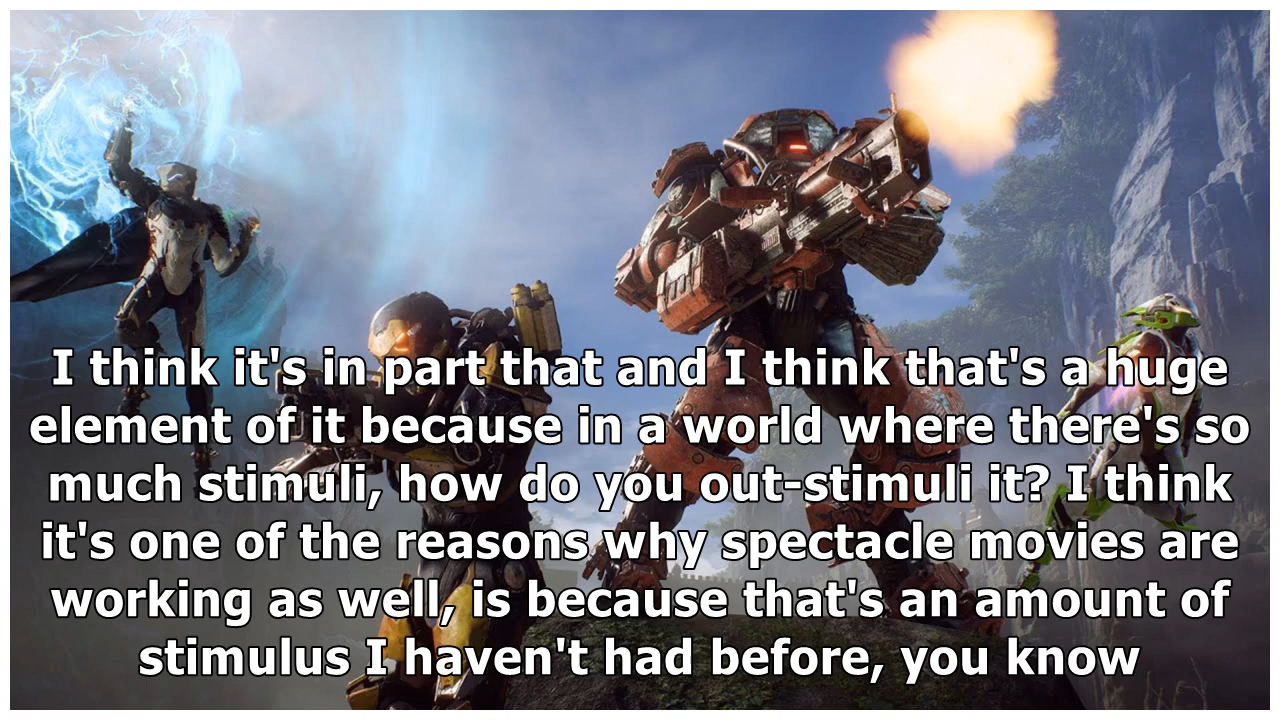 I think it's in part that and I think that's a huge
element of it because in a world where there's so
much stimuli, how do you out-stimuli it? I think
it's one of the reasons why spectacle movies are
working as well, is because that's an amount of
stimulus I haven't had before, you know